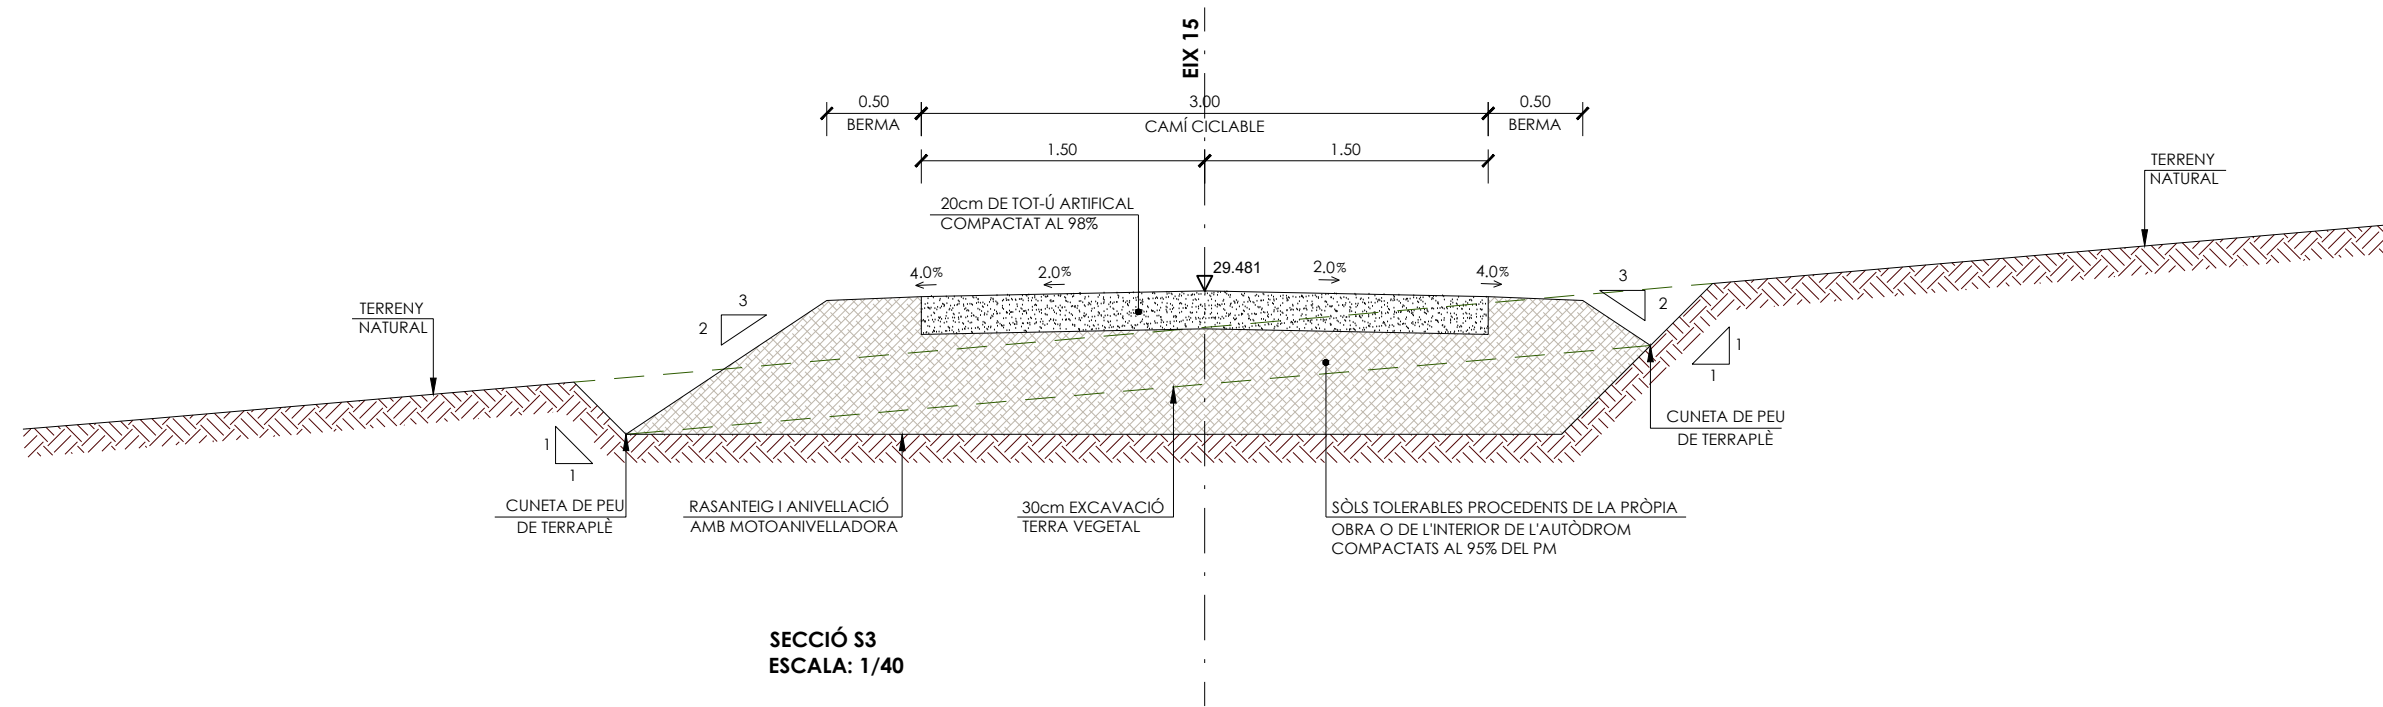 EIX 15
0.50
3.00
0.50
BERMA
CAMÍ CICLABLE
BERMA
1.50
1.50
TERRENY
NATURAL
20cm DE TOT-Ú ARTIFICAL
COMPACTAT AL 98%
4.0%
2.0%
29.481
2.0%
4.0%
3
2
3
2
TERRENY
NATURAL
1
1
1
1
CUNETA DE PEU
DE TERRAPLÈ
CUNETA DE PEU
DE TERRAPLÈ
RASANTEIG I ANIVELLACIÓ
AMB MOTOANIVELLADORA
30cm EXCAVACIÓ
TERRA VEGETAL
SÒLS TOLERABLES PROCEDENTS DE LA PRÒPIA
OBRA O DE L'INTERIOR DE L'AUTÒDROM
COMPACTATS AL 95% DEL PM
SECCIÓ S3
ESCALA: 1/40